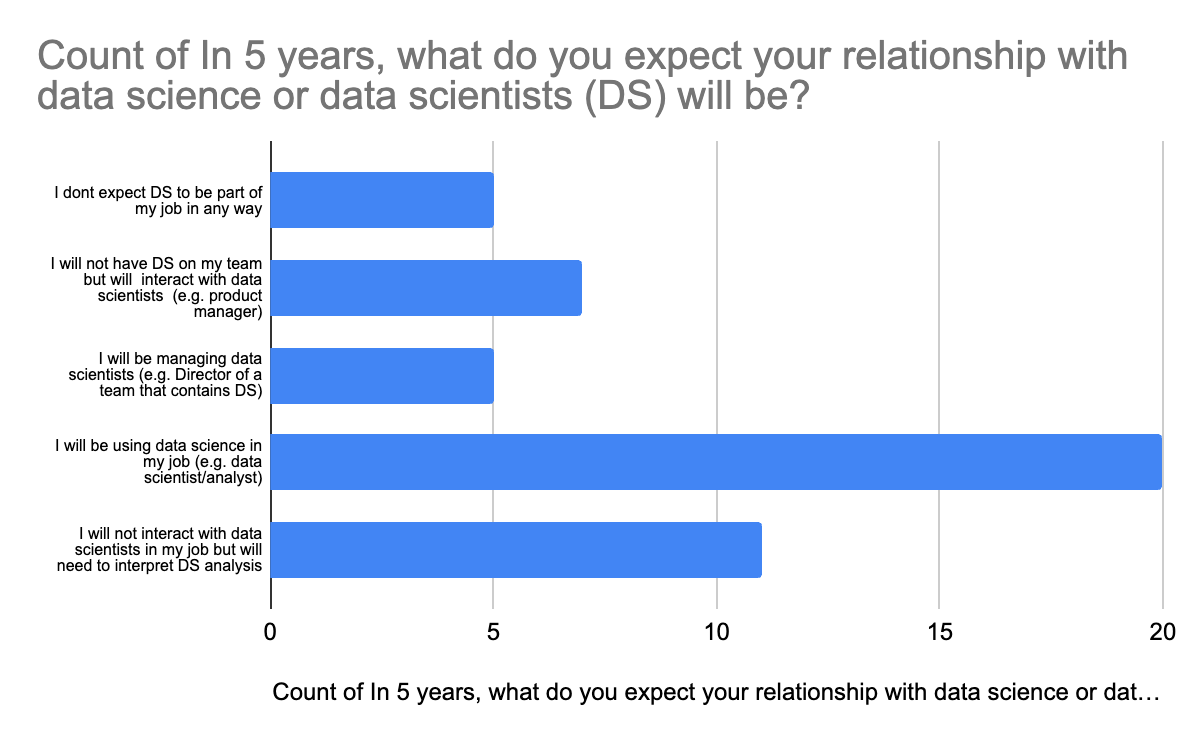 Count of In 5 years, what do you expect your relationship with
data science or data scientists (DS) will be?
I dont expect DS to be part of
my job in any way
I will not have DS on my team
but will  interact with data
scientists  (e.g. product
manager)
I will be managing data
scientists (e.g. Director of a
team that contains DS)
I will be using data science in
my job (e.g. data
scientist/analyst)
I will not interact with data
scientists in my job but will
need to interpret DS analysis
0 5 10 15 20
Count of In 5 years, what do you expect your relationship with data science or dat…